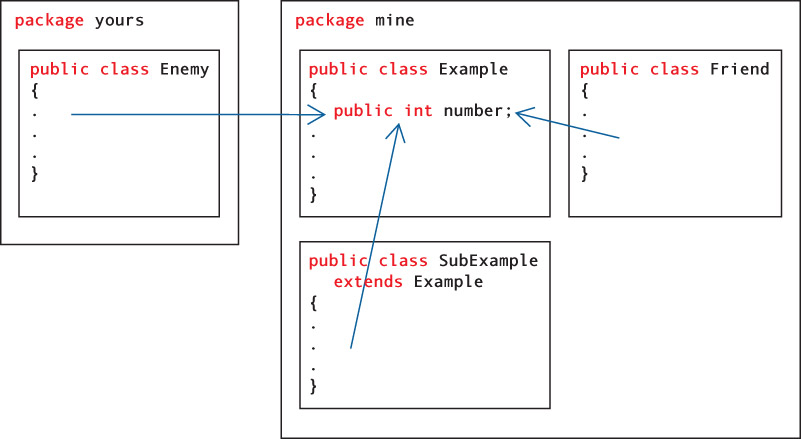 package yours
public class Enemy
{
.
.
.
}
package mine
public class Example
{
public int number;
.
.
.
}
public class Friend
{
.
.
.
}
public class SubExample
extends Example
{
.
.
.
}